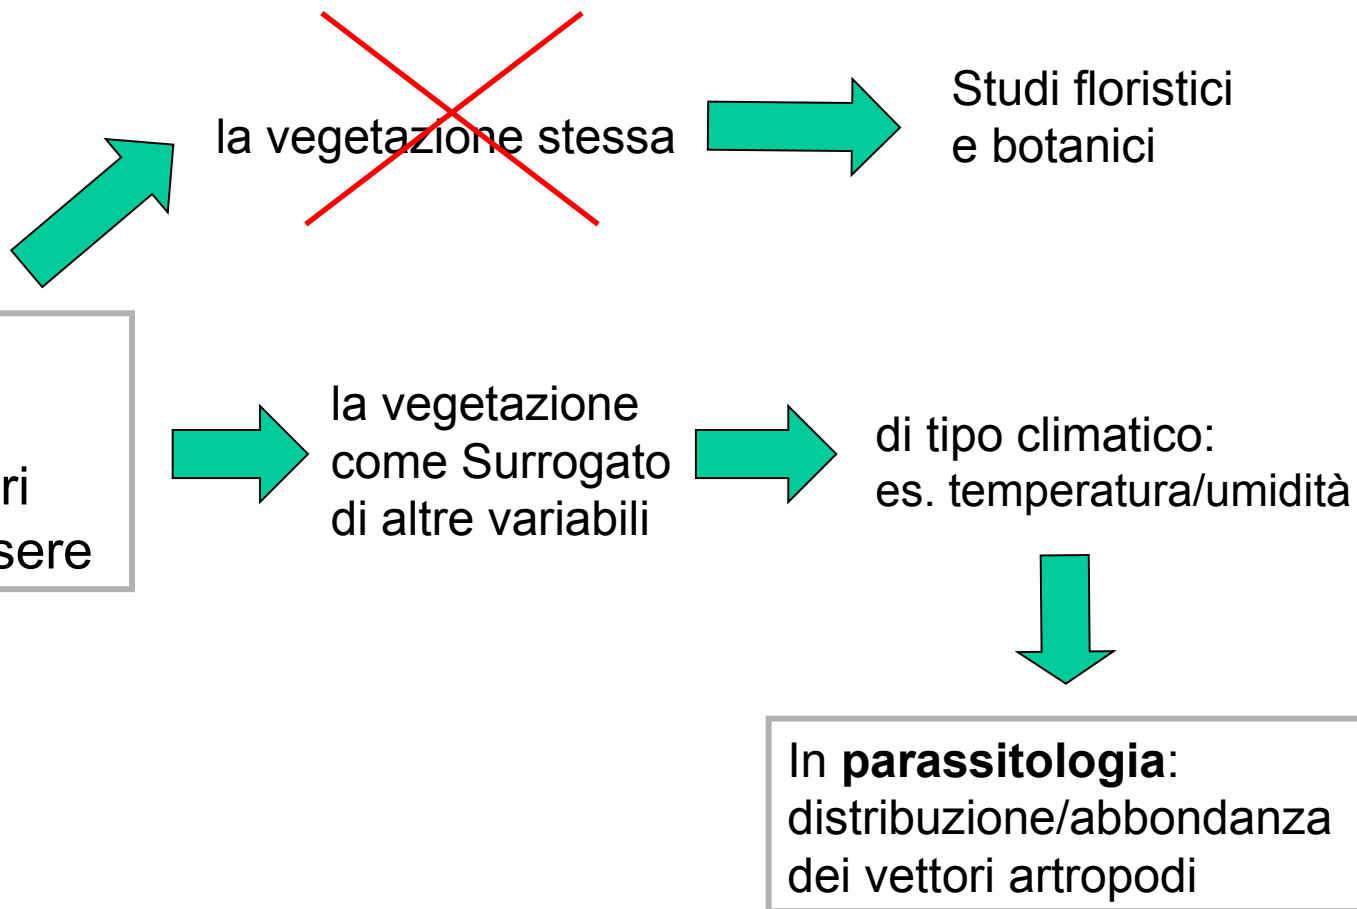 la vegetazione stessa
Studi floristici
e botanici
ri
sere
la vegetazione
come Surrogato
di altre variabili
di tipo climatico:
es. temperatura/umidità
In parassitologia:
distribuzione/abbondanza
dei vettori artropodi